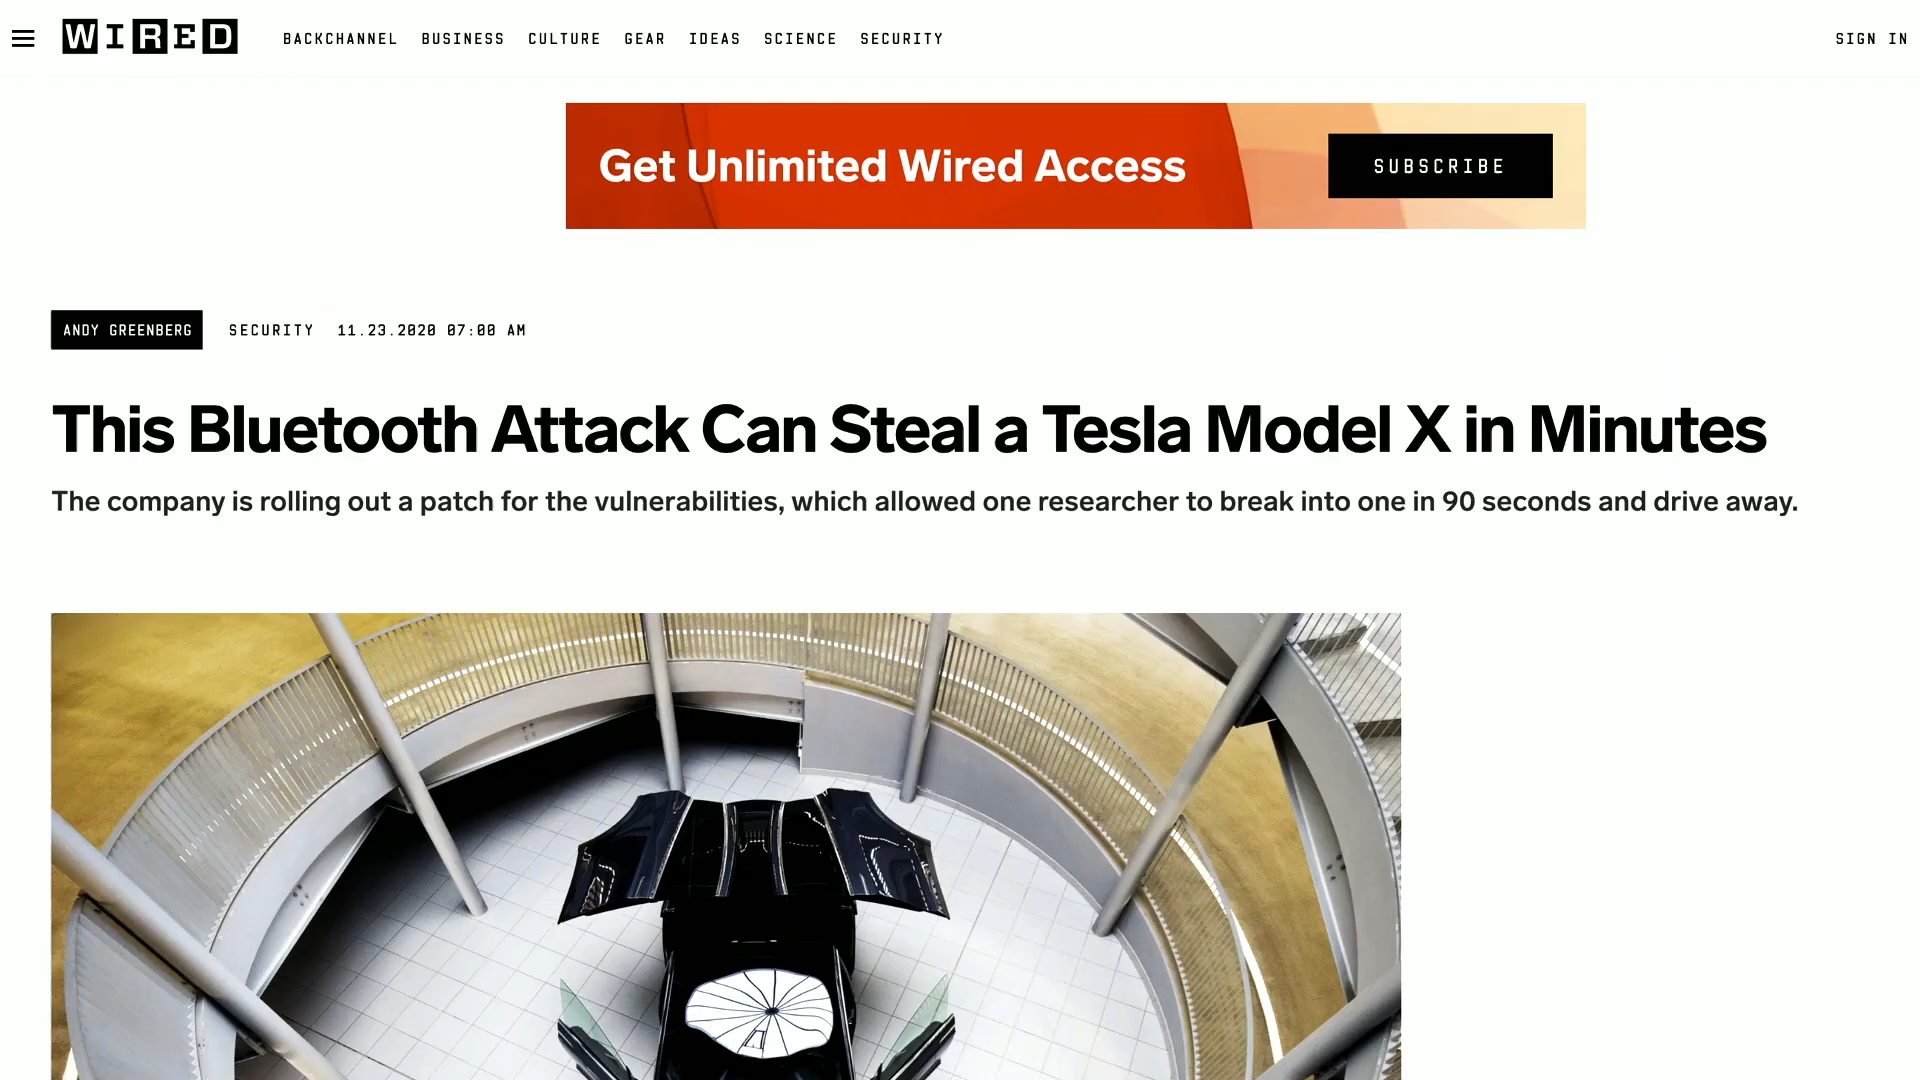 WIRED
BACKCHANNEL BUSINESS CULTURE GEAR IDEAS SCIENCE SECURITY
SIGN IN
Get Unlimited Wired Access
SUBSCRIBE
ANDY GREENBERG SECURITY 11.23.2020 07:00 AM
This Bluetooth Attack Can Steal a Tesla Model X in Minutes
The company is rolling out a patch for the vulnerabilities, which allowed one researcher to break into one in 90 seconds and drive away.